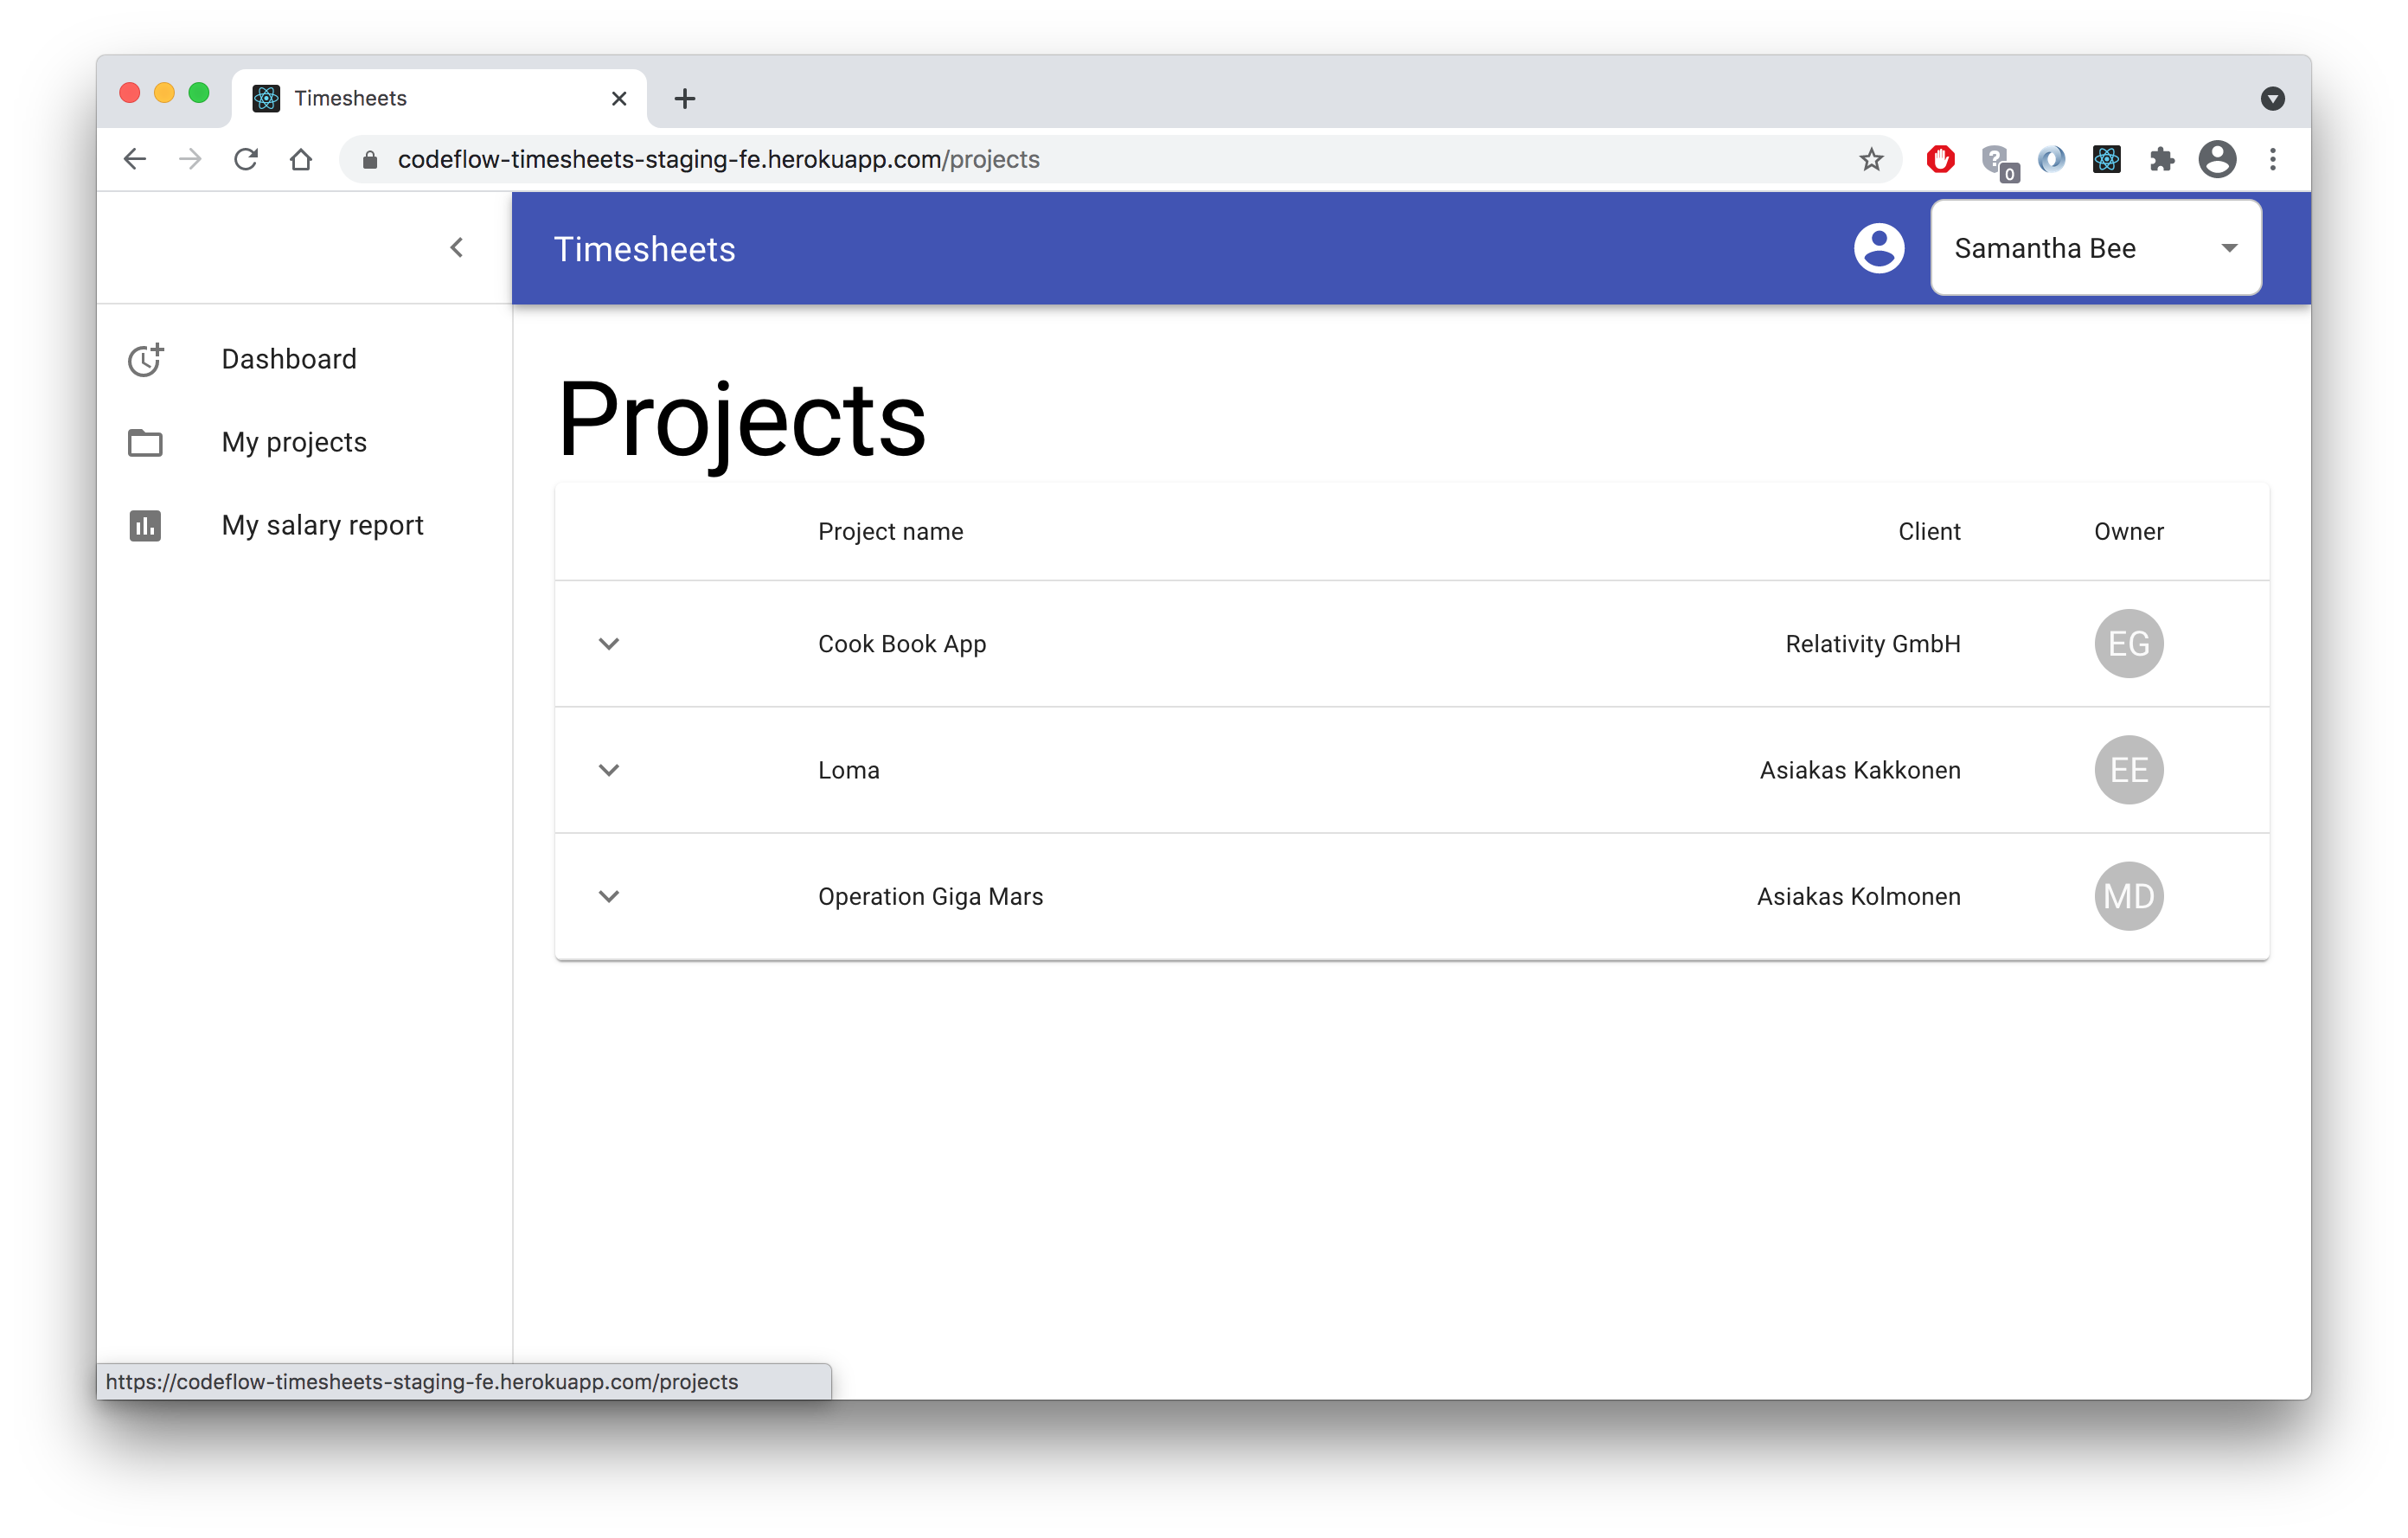 Timesheets
codeflow-timesheets-staging-fe.herokuapp.com/projects
? 0
Timesheets
Samantha Bee
Dashboard
My projects
My salary report
Projects
Project name Client Owner
Cook Book App Relativity GmbH EG
Loma Asiakas Kakkonen EE
Operation Giga Mars Asiakas Kolmonen MD
https://codeflow-timesheets-staging-fe.herokuapp.com/projects